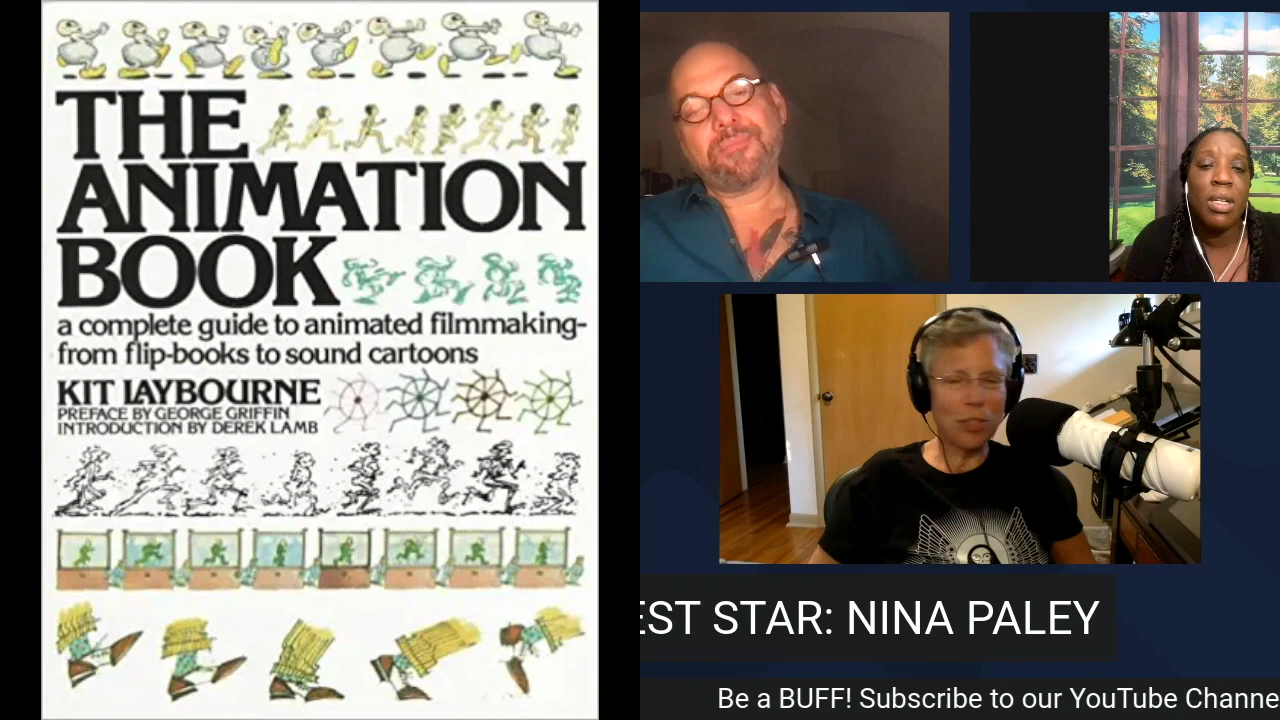 THE
ANIMATION
BOOK
a complete guide to animated filmmaking-
from flip-books to sound cartoons
KIT LAYBOURNE
PREFACE BY GEORGE GRIFFIN
INTRODUCTION BY DEREK LAMB
EST STAR: NINA PALEY
Be a BUFF! Subscribe to our YouTube Channe